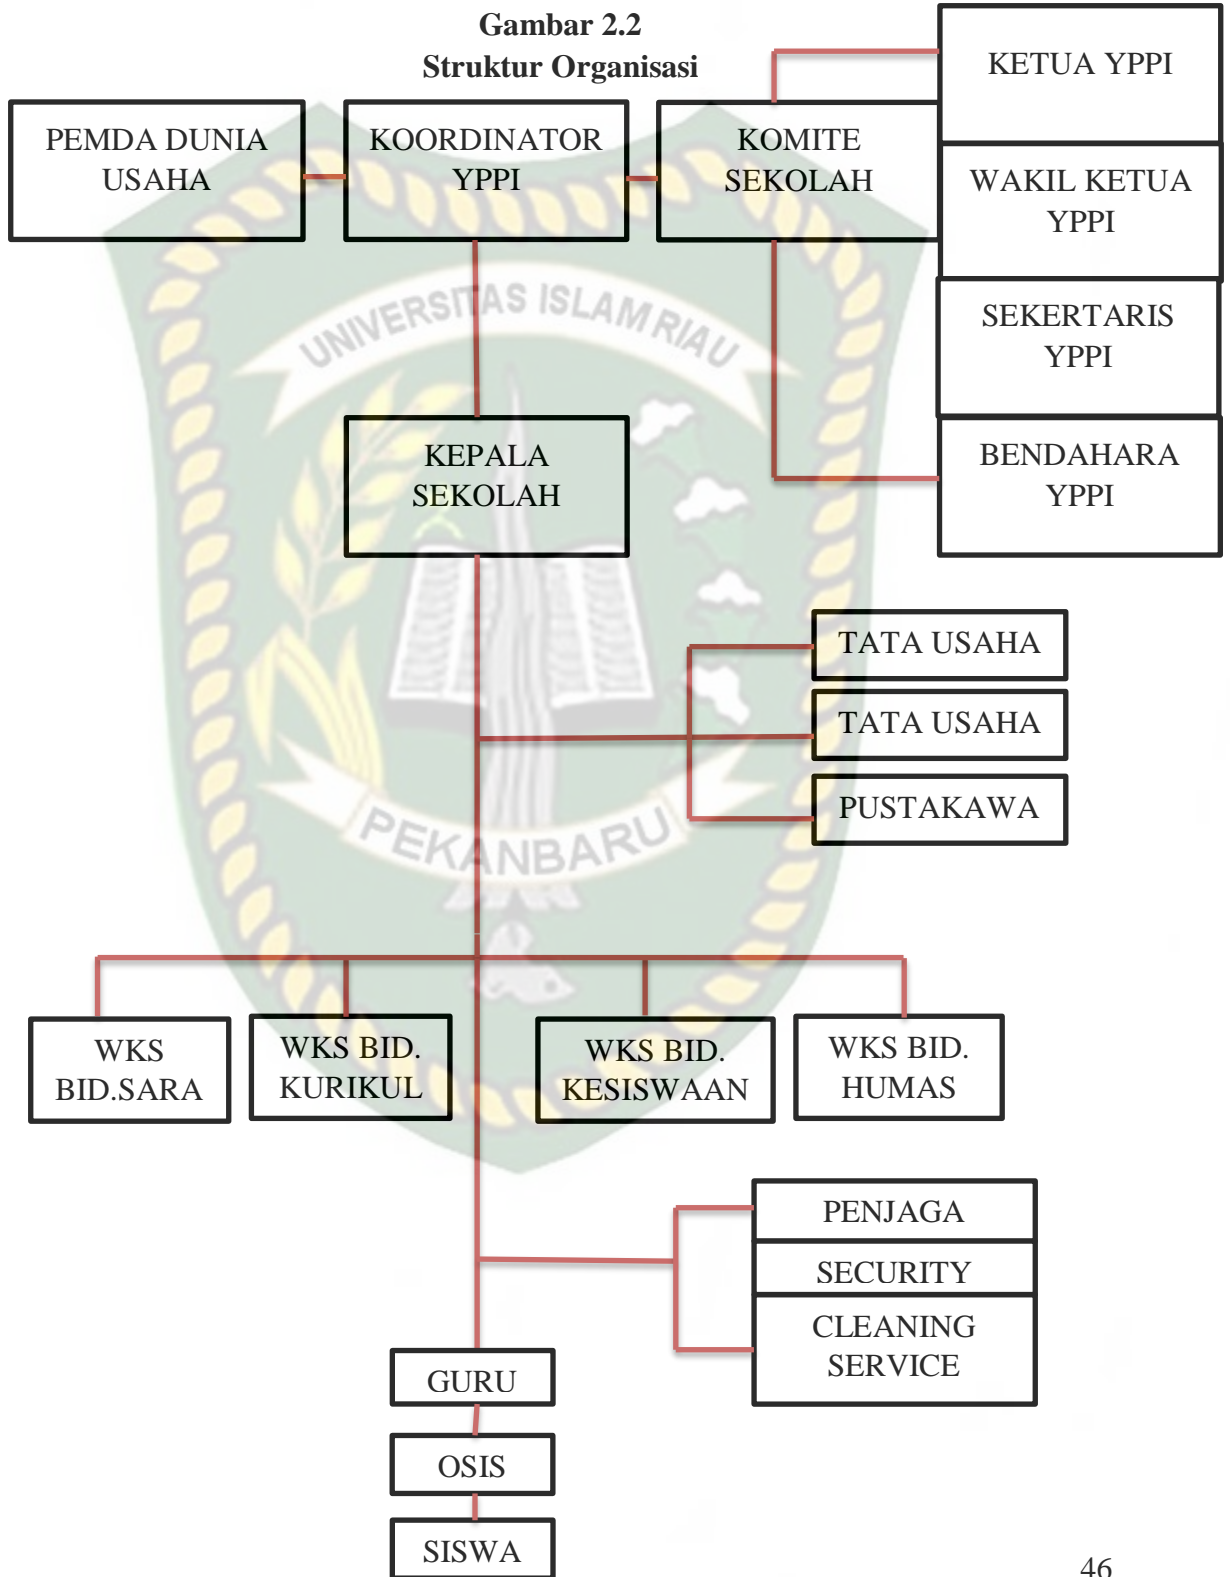 Gambar 2.2
Struktur Organisasi
KETUA YPPI
PEMDA DUNIA
USAHA
KOORDINATOR
YPPI
KOMITE
SEKOLAH
WAKIL KETUA
YPPI
SEKERTARIS
YPPI
UNIVERSITAS ISLAM RIAU
KEPALA
SEKOLAH
BENDAHARA
YPPI
TATA USAHA
TATA USAHA
PUSTAKAWA
PEKANBARU
WKS
BID.SARA
WKS BID.
KURIKUL
WKS BID.
KESISWAAN
WKS BID.
HUMAS
PENJAGA
SECURITY
CLEANING
SERVICE
GURU
OSIS
SISWA
46